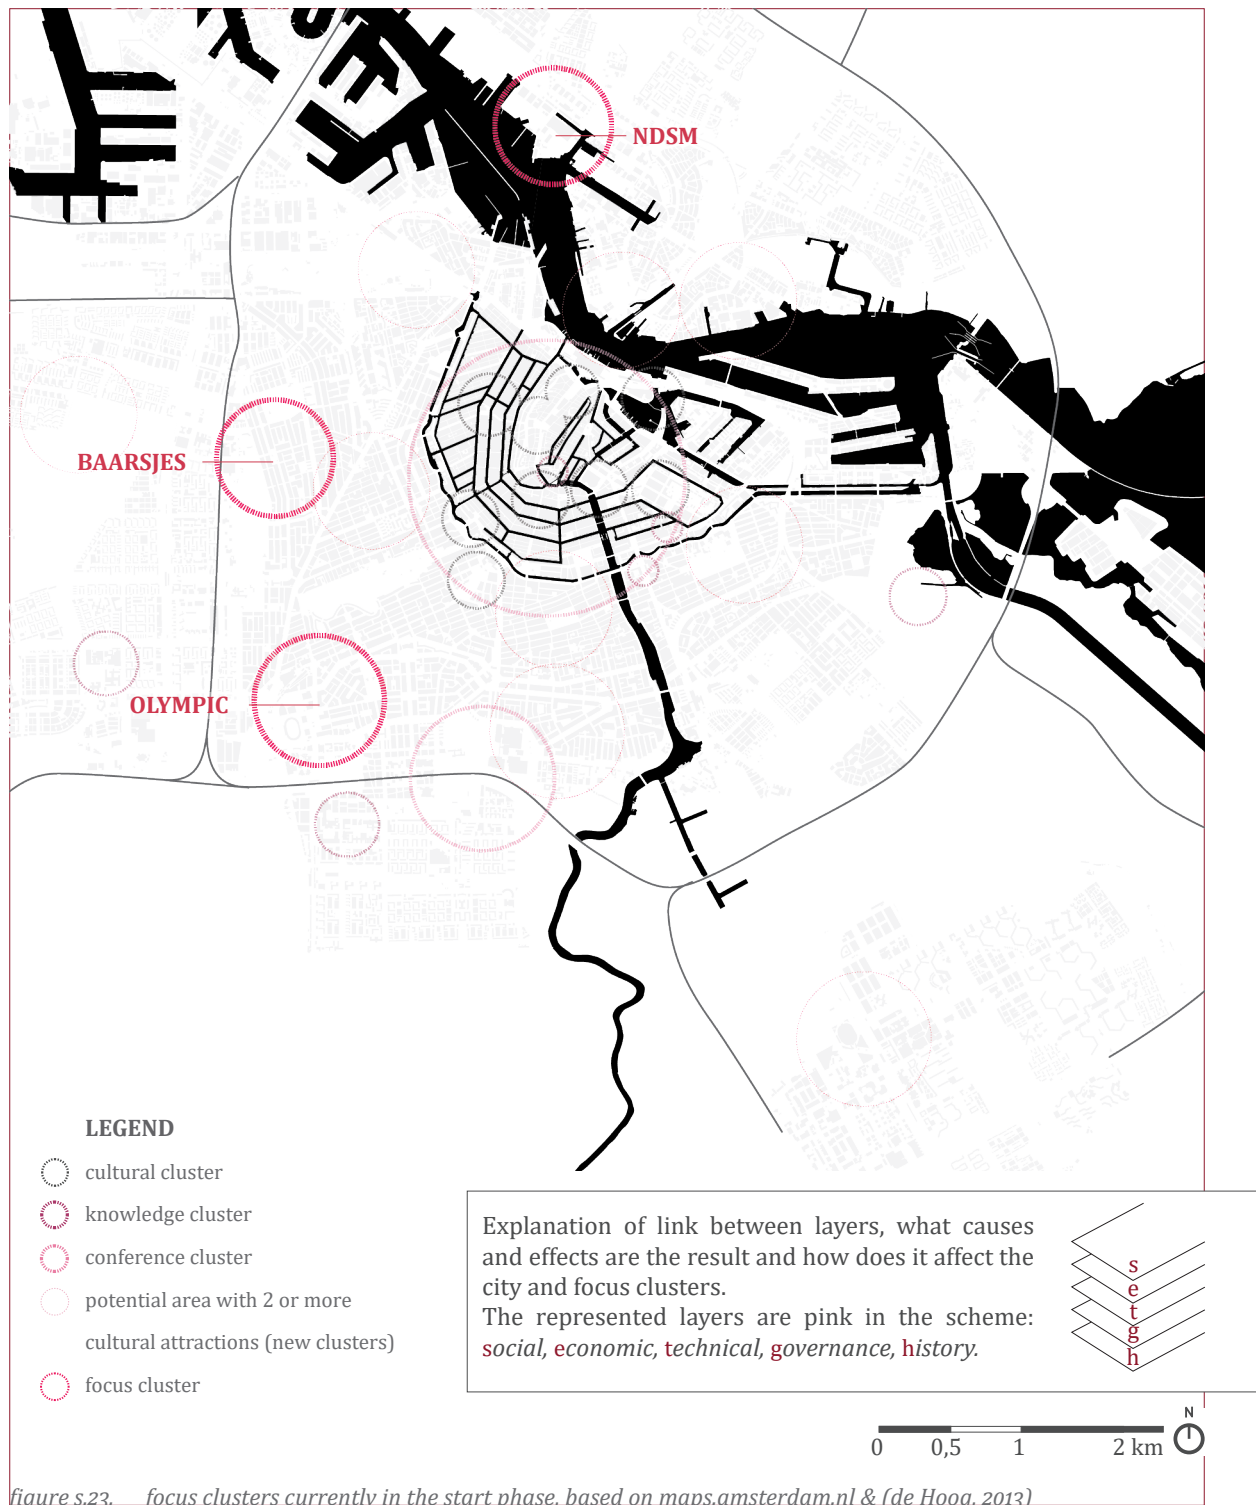 NDSM
BAARSJES
OLYMPIC
LEGEND
cultural cluster
knowledge cluster
conference cluster
potential area with 2 or more
cultural attractions (new clusters)
focus cluster
Explanation of link between layers, what causes
and effects are the result and how does it affect the
city and focus clusters.
The represented layers are pink in the scheme:
social, economic, technical, governance, history.
s
e
t
g
h
N
0 0,5 1 2 km
figure s.23. focus clusters currently in the start phase, based on maps.amsterdam.nl & (de Hoog, 2013)